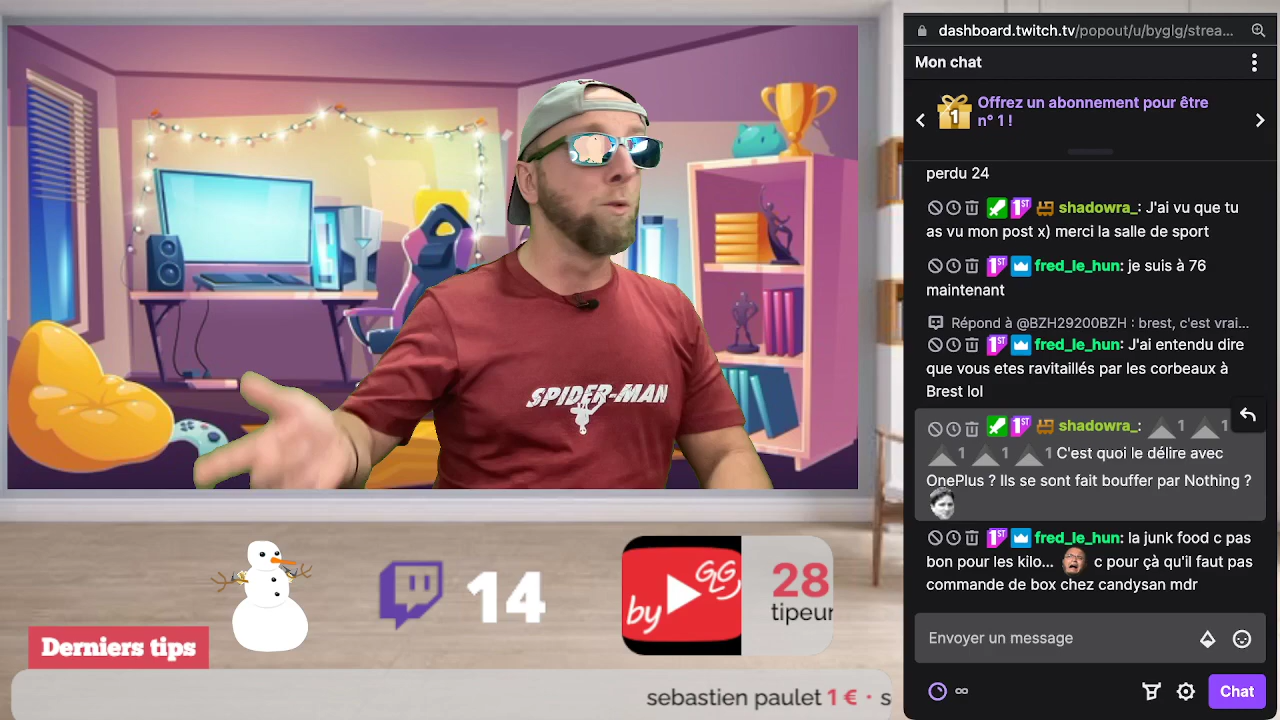 dashboard.twitch.tv/popout/u/byglg/strea...
Mon chat
Offrez un abonnement pour être
n° 1 !
perdu 24
shadowra_: J'ai vu que tu
as vu mon post x) merci la salle de sport
fred_le_hun: je suis à 76
maintenant
Répond à @BZH29200BZH : brest, c'est vrai...
fred_le_hun: J'ai entendu dire
que vous etes ravitaillés par les corbeaux à
Brest lol
shadowra_: 1 1
1 1 1 C'est quoi le délire avec
OnePlus ? Ils se sont fait bouffer par Nothing ?
fred_le_hun: la junk food c pas
bon pour les kilo... c pour çà qu'il faut pas
commande de box chez candysan mdr
Envoyer un message
Chat
SPIDER-MAN
14
by GLG
28
tipeur
Derniers tips
sebastien paulet 1 € · s